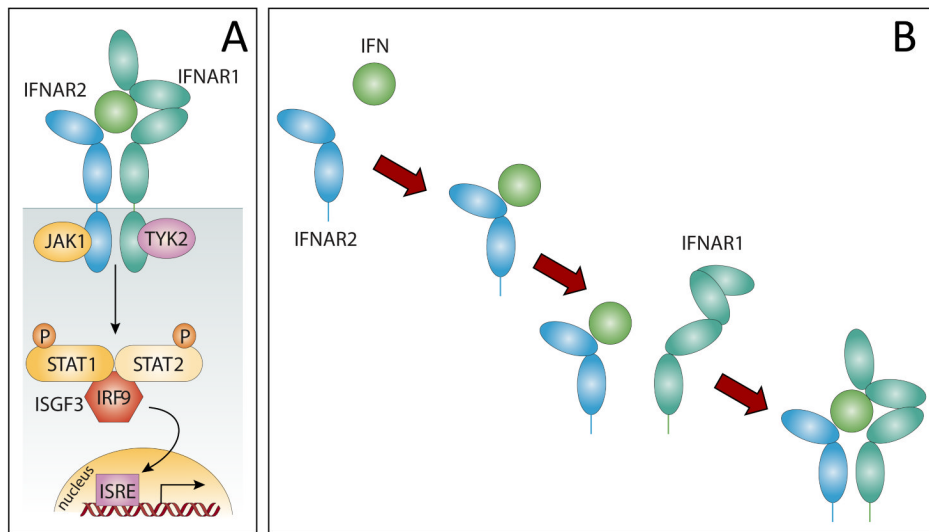 A
IFNAR2
IFNAR1
JAK1
TYK2
P
P
STAT1
STAT2
ISGF3
IRF9
nucleus
ISRE
B
IFN
IFNAR2
IFNAR1